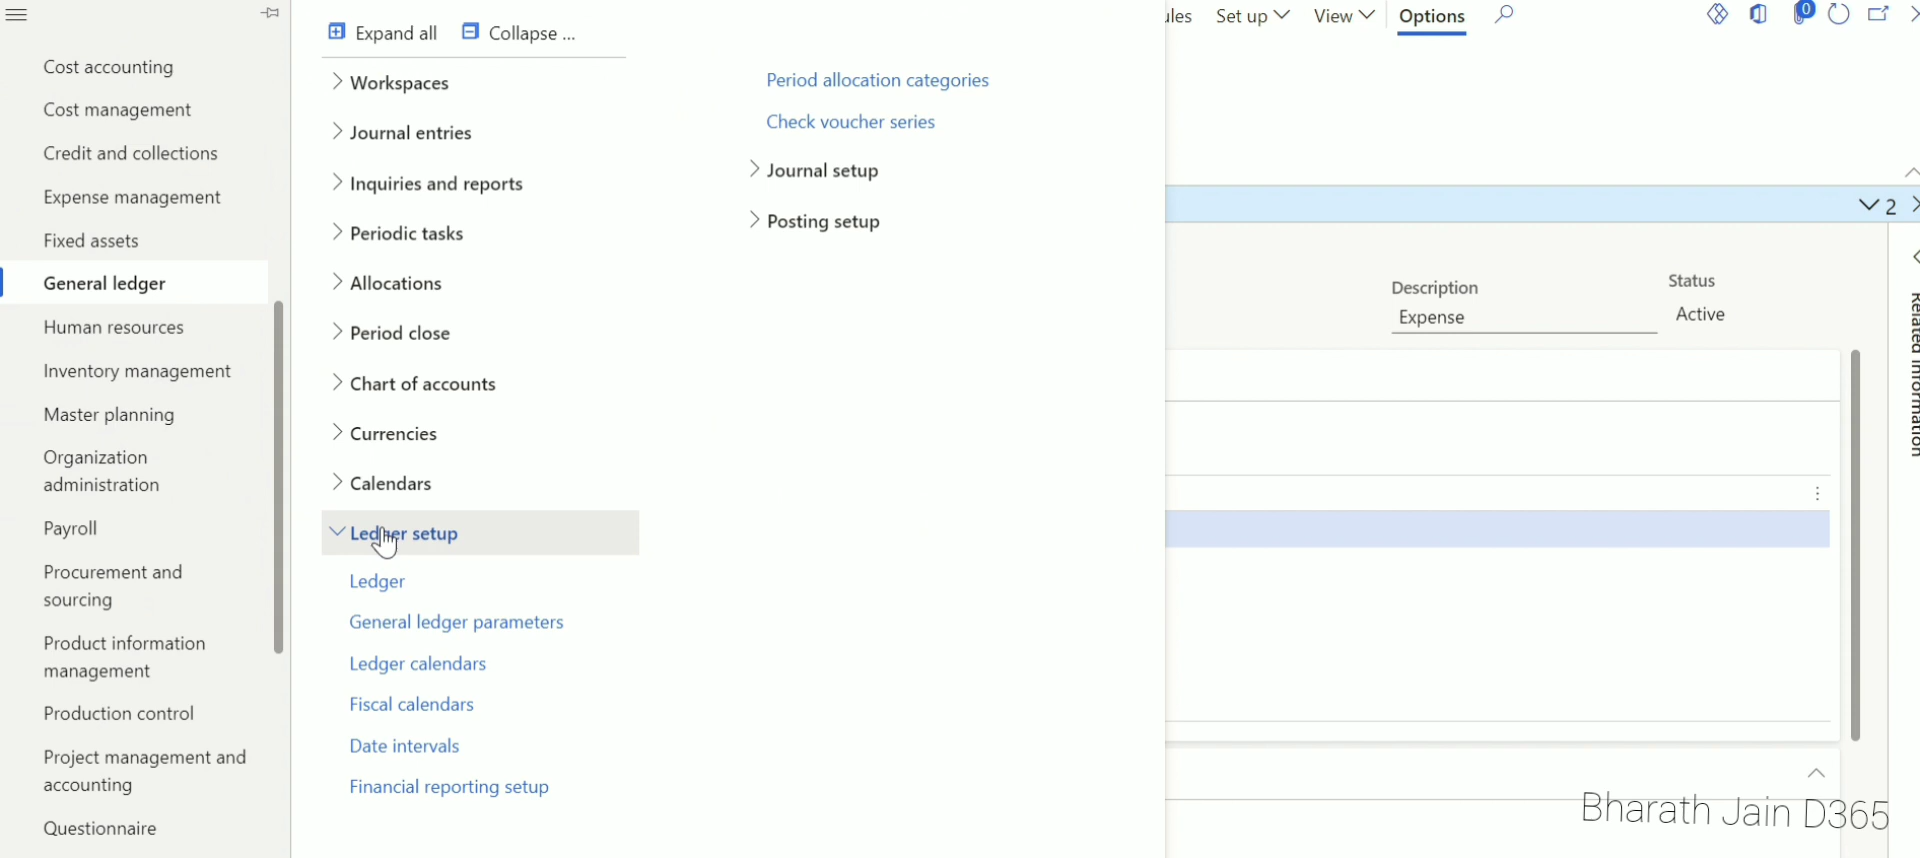 Cost accounting
Cost management
Credit and collections
Expense management
Fixed assets
General ledger
Human resources
Inventory management
Master planning
Organization
administration
Payroll
Procurement and
sourcing
Product information
management
Production control
Project management and
accounting
Questionnaire
Expand all Collapse ...
Workspaces
Journal entries
Inquiries and reports
Periodic tasks
Allocations
Period close
Chart of accounts
Currencies
Calendars
Ledger setup
Ledger
General ledger parameters
Ledger calendars
Fiscal calendars
Date intervals
Financial reporting setup
Period allocation categories
Check voucher series
Journal setup
Posting setup
Set up View Options 0
2
Description Status
Expense Active
Related information
Bharath Jain D365